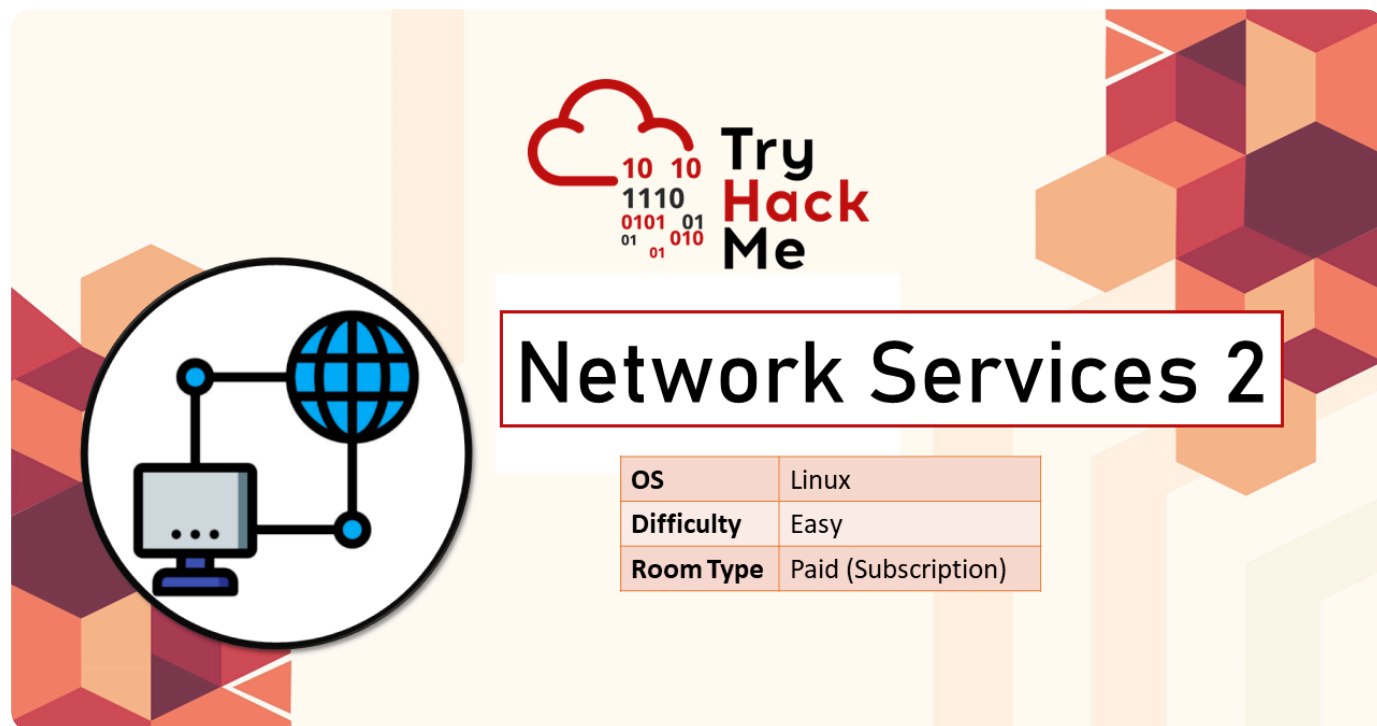 10 10
1110
0101 01
01 010
01
Try
Hack
Me
Network Services 2
OS Linux
Difficulty Easy
Room Type Paid (Subscription)